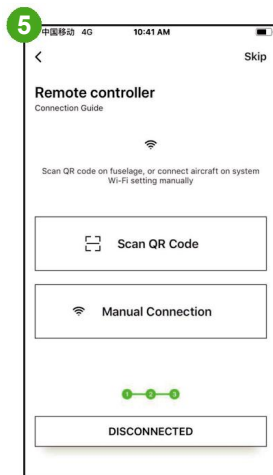 5
中国移动 4G 10:41 AM
Skip
Remote controller
Connection Guide
Scan QR code on fuselage, or connect aircraft on system
Wi-Fi setting manually
Scan QR Code
Manual Connection
1 2 3
DISCONNECTED